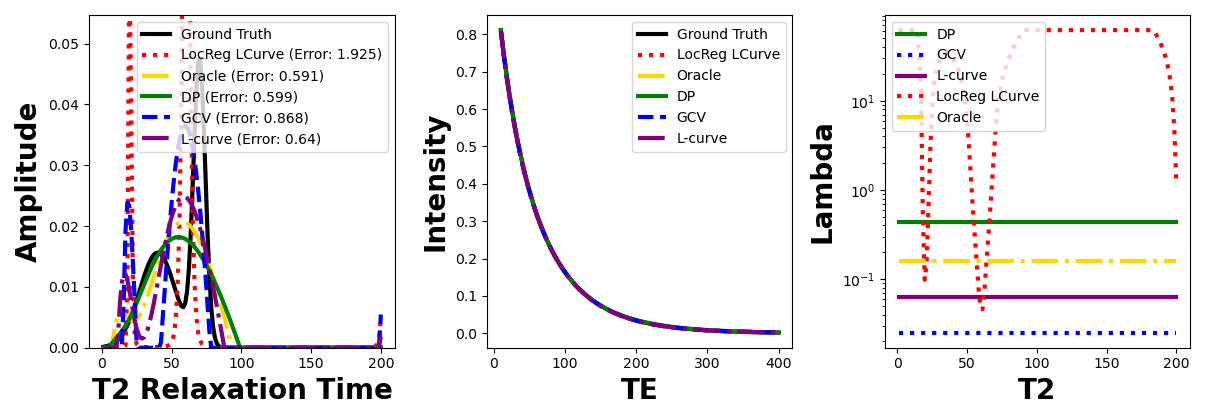 Amplitude
0.05
0.04
0.03
0.02
0.01
0.00
0
50
100
150
200
T2 Relaxation Time
Ground Truth
LocReg LCurve (Error: 1.925)
Oracle (Error: 0.591)
DP (Error: 0.599)
GCV (Error: 0.868)
L-curve (Error: 0.64)
Intensity
0.8
0.7
0.6
0.5
0.4
0.3
0.2
0.1
0.0
0
100
200
300
400
TE
Ground Truth
LocReg LCurve
Oracle
DP
GCV
L-curve
Lambda
10¹
10⁰
10⁻¹
0
50
100
150
200
T2
DP
GCV
L-curve
LocReg LCurve
Oracle